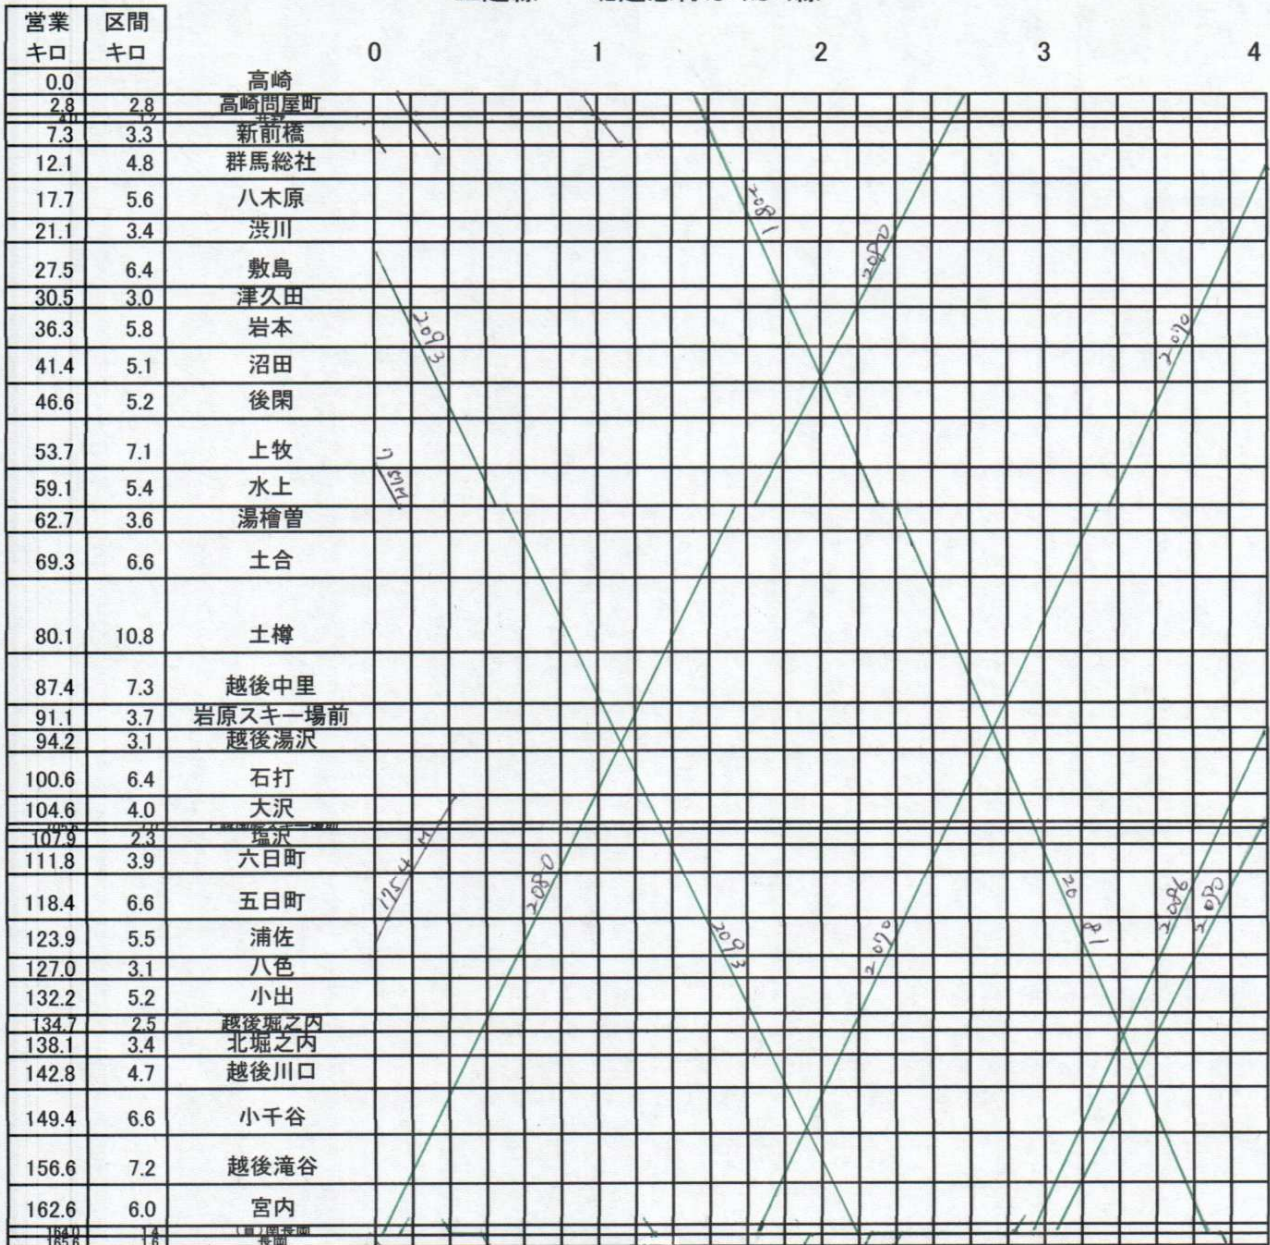 営業 区間
キロ キロ 0 1 2 3 4
0.0 高崎
2.8 2.8 高崎問屋町
7.3 3.3 新前橋
12.1 4.8 群馬総社
17.7 5.6 八木原
21.1 3.4 渋川
27.5 6.4 敷島
30.5 3.0 津久田
36.3 5.8 岩本
41.4 5.1 沼田
46.6 5.2 後閑
53.7 7.1 上牧
59.1 5.4 水上
62.7 3.6 湯檜曽
69.3 6.6 土合
80.1 10.8 土樽
87.4 7.3 越後中里
91.1 3.7 岩原スキー場前
94.2 3.1 越後湯沢
100.6 6.4 石打
104.6 4.0 大沢
107.9 2.3 塩沢
111.8 3.9 六日町
118.4 6.6 五日町
123.9 5.5 浦佐
127.0 3.1 八色
132.2 5.2 小出
134.7 2.5 越後堀之内
138.1 3.4 北堀之内
142.8 4.7 越後川口
149.4 6.6 小千谷
156.6 7.2 越後滝谷
162.6 6.0 宮内
165.6 1.6 長岡
2081
2080
2093
2070
1754M
2080
2093
2070
2081
2086
2090